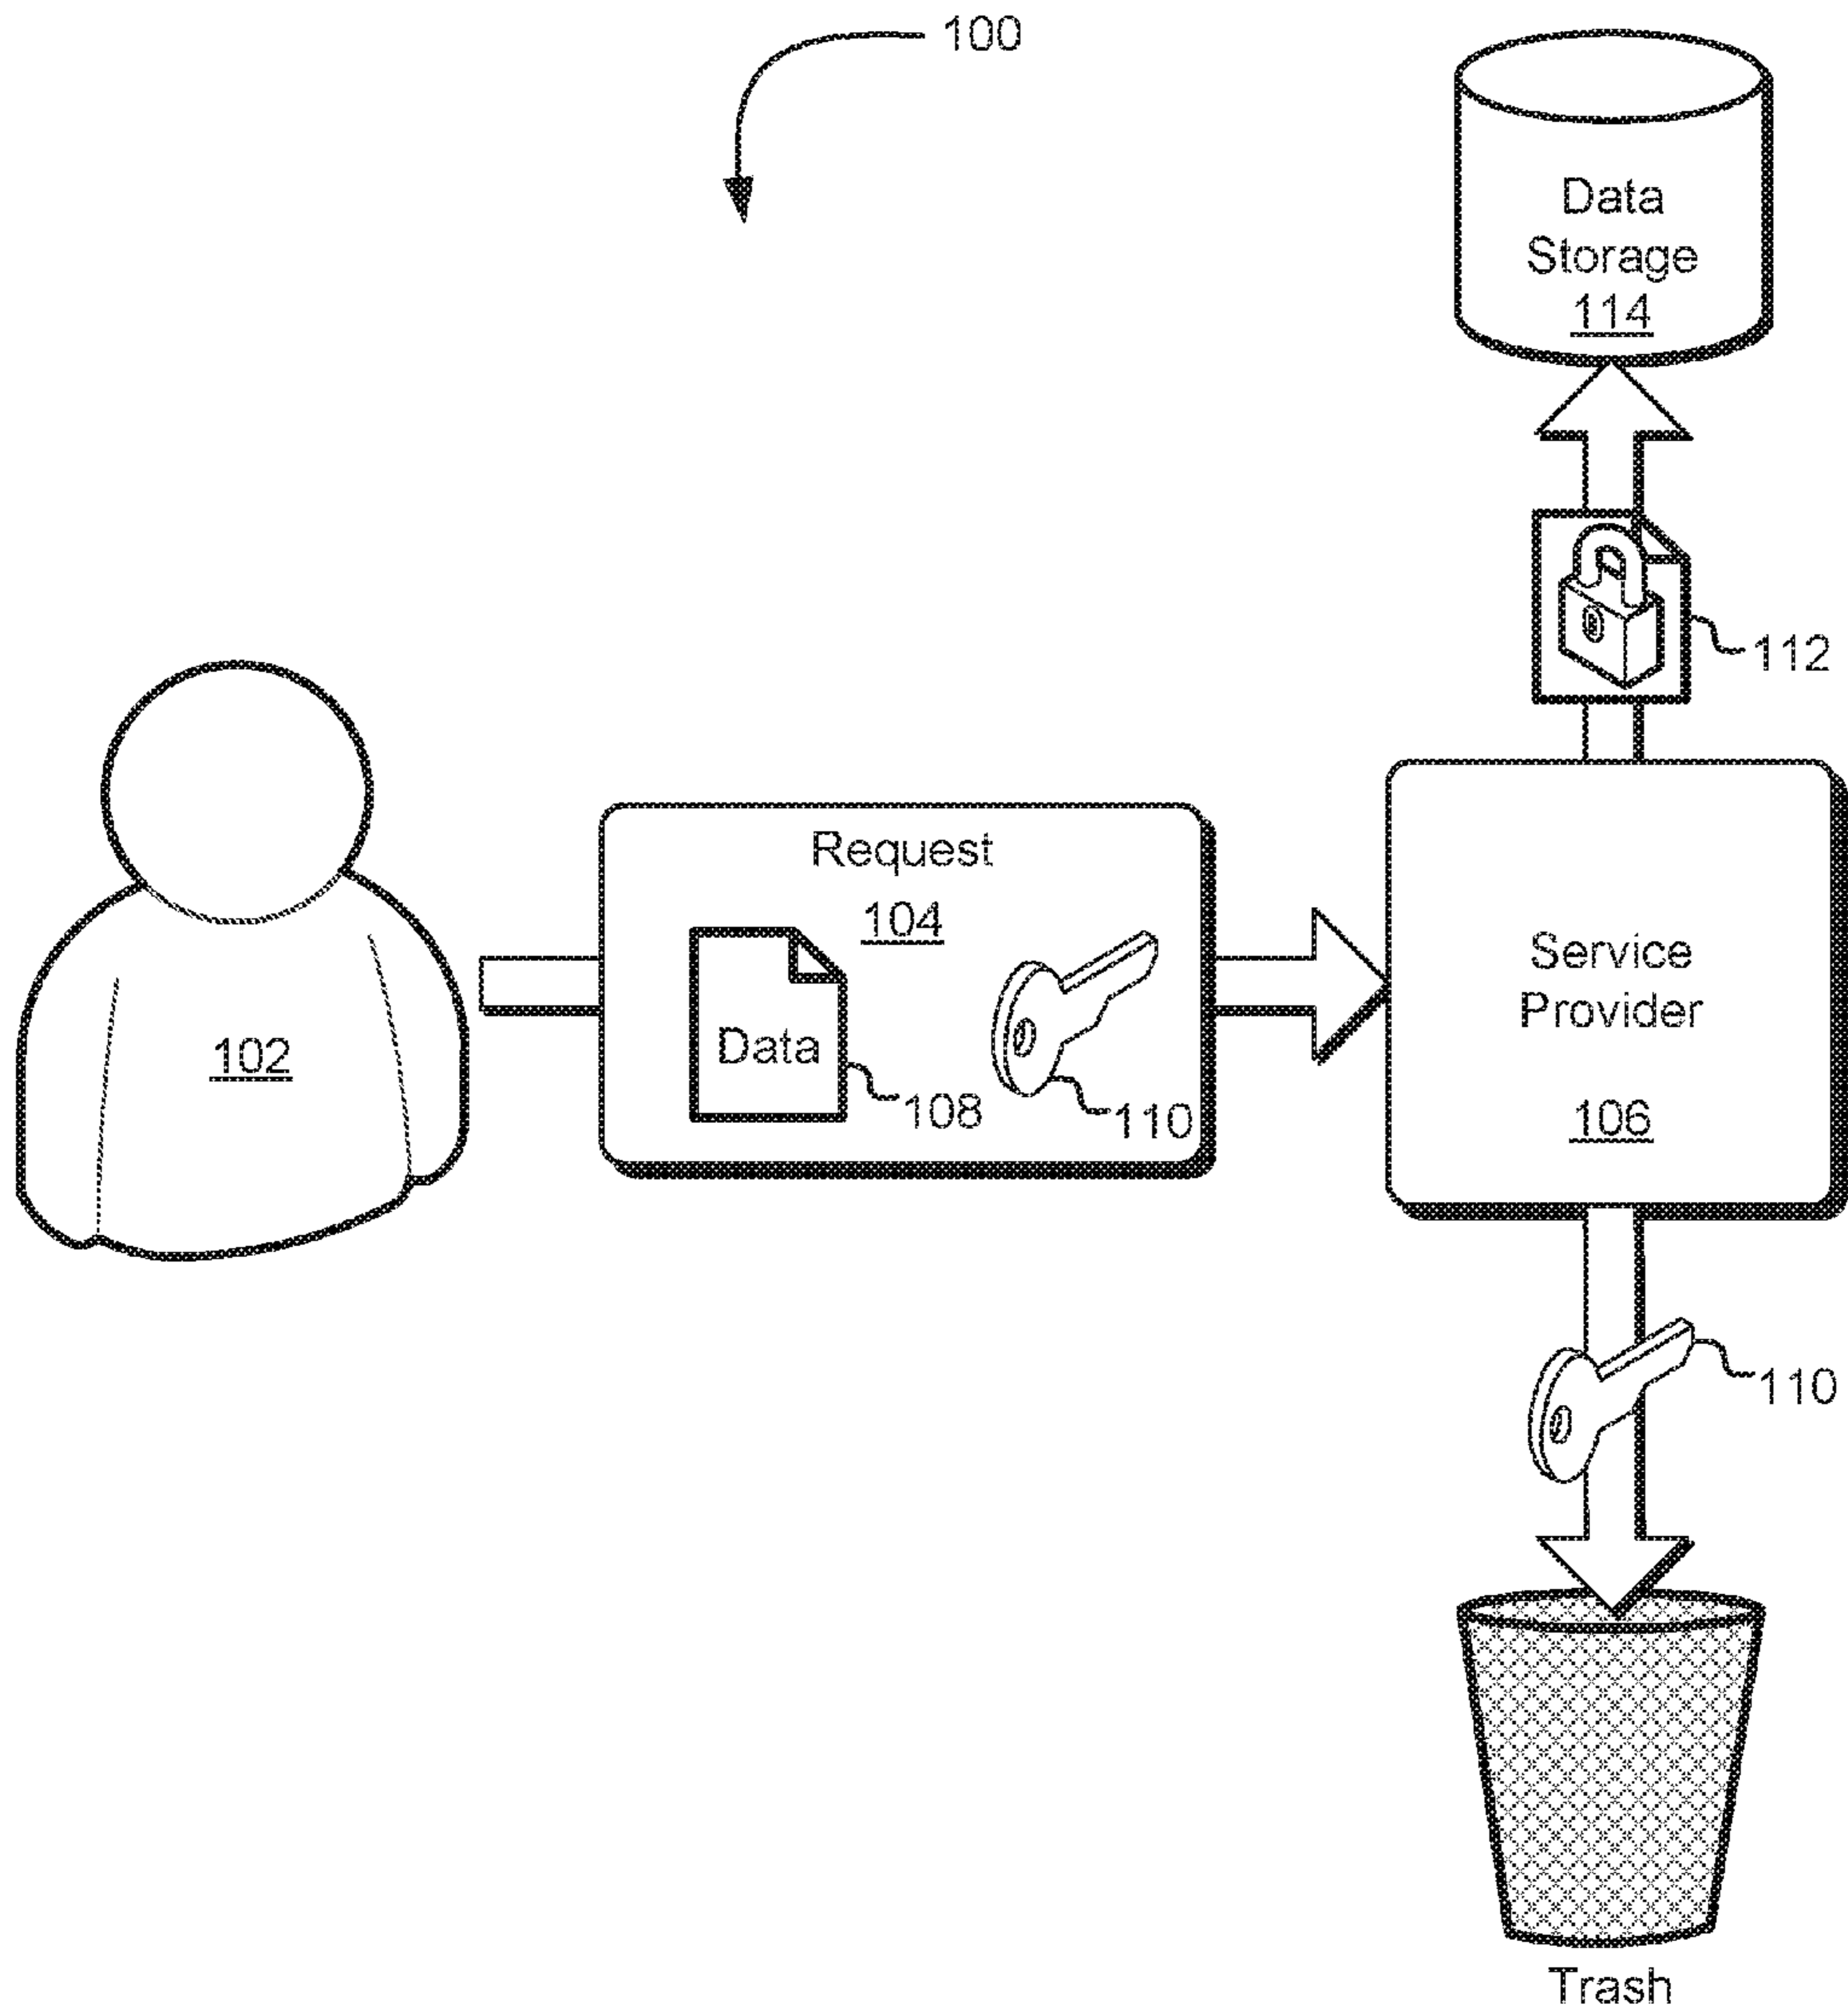 100
Data
Storage
114
112
Request
104
Data
108
110
102
Service
Provider
106
110
Trash